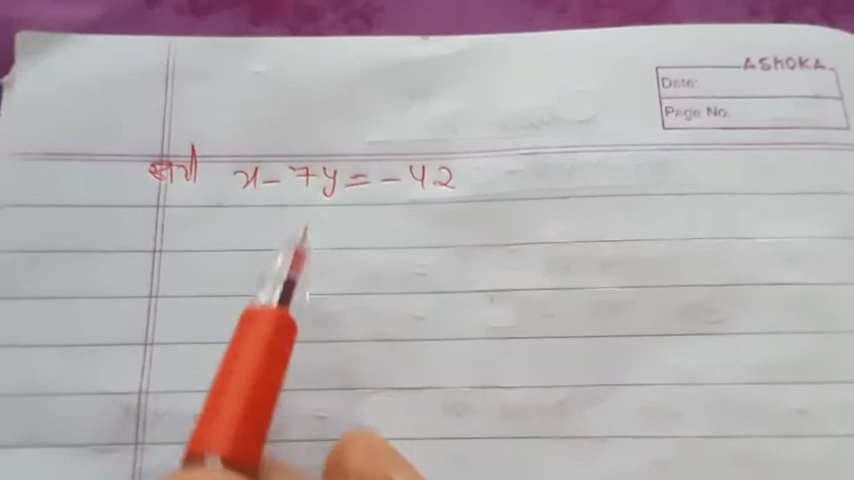 ASHOKA
Date:
Page No.
x - 7y = - 42